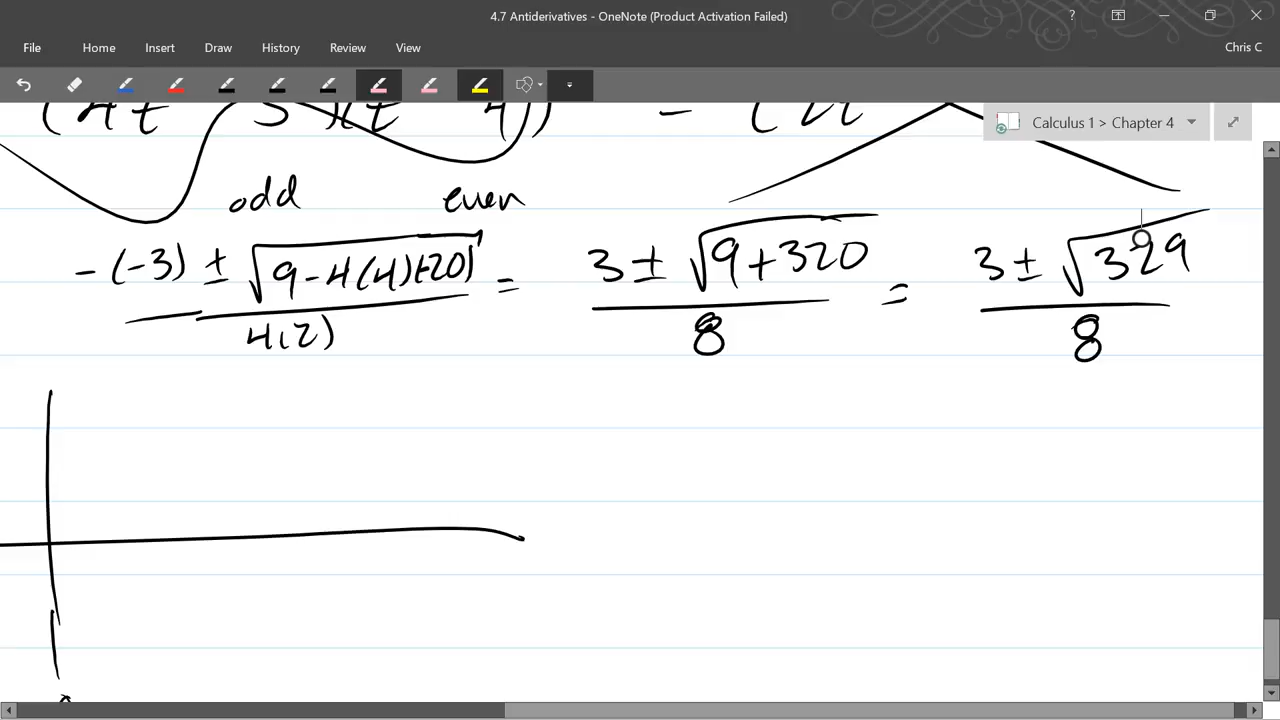 4.7 Antiderivatives - OneNote (Product Activation Failed)
File Home Insert Draw History Review View Chris C
Calculus 1 > Chapter 4
odd even
-(-3) ± √9-4(4)(-20) / 4(2) = 3 ± √9+320 / 8 = 3 ± √329 / 8